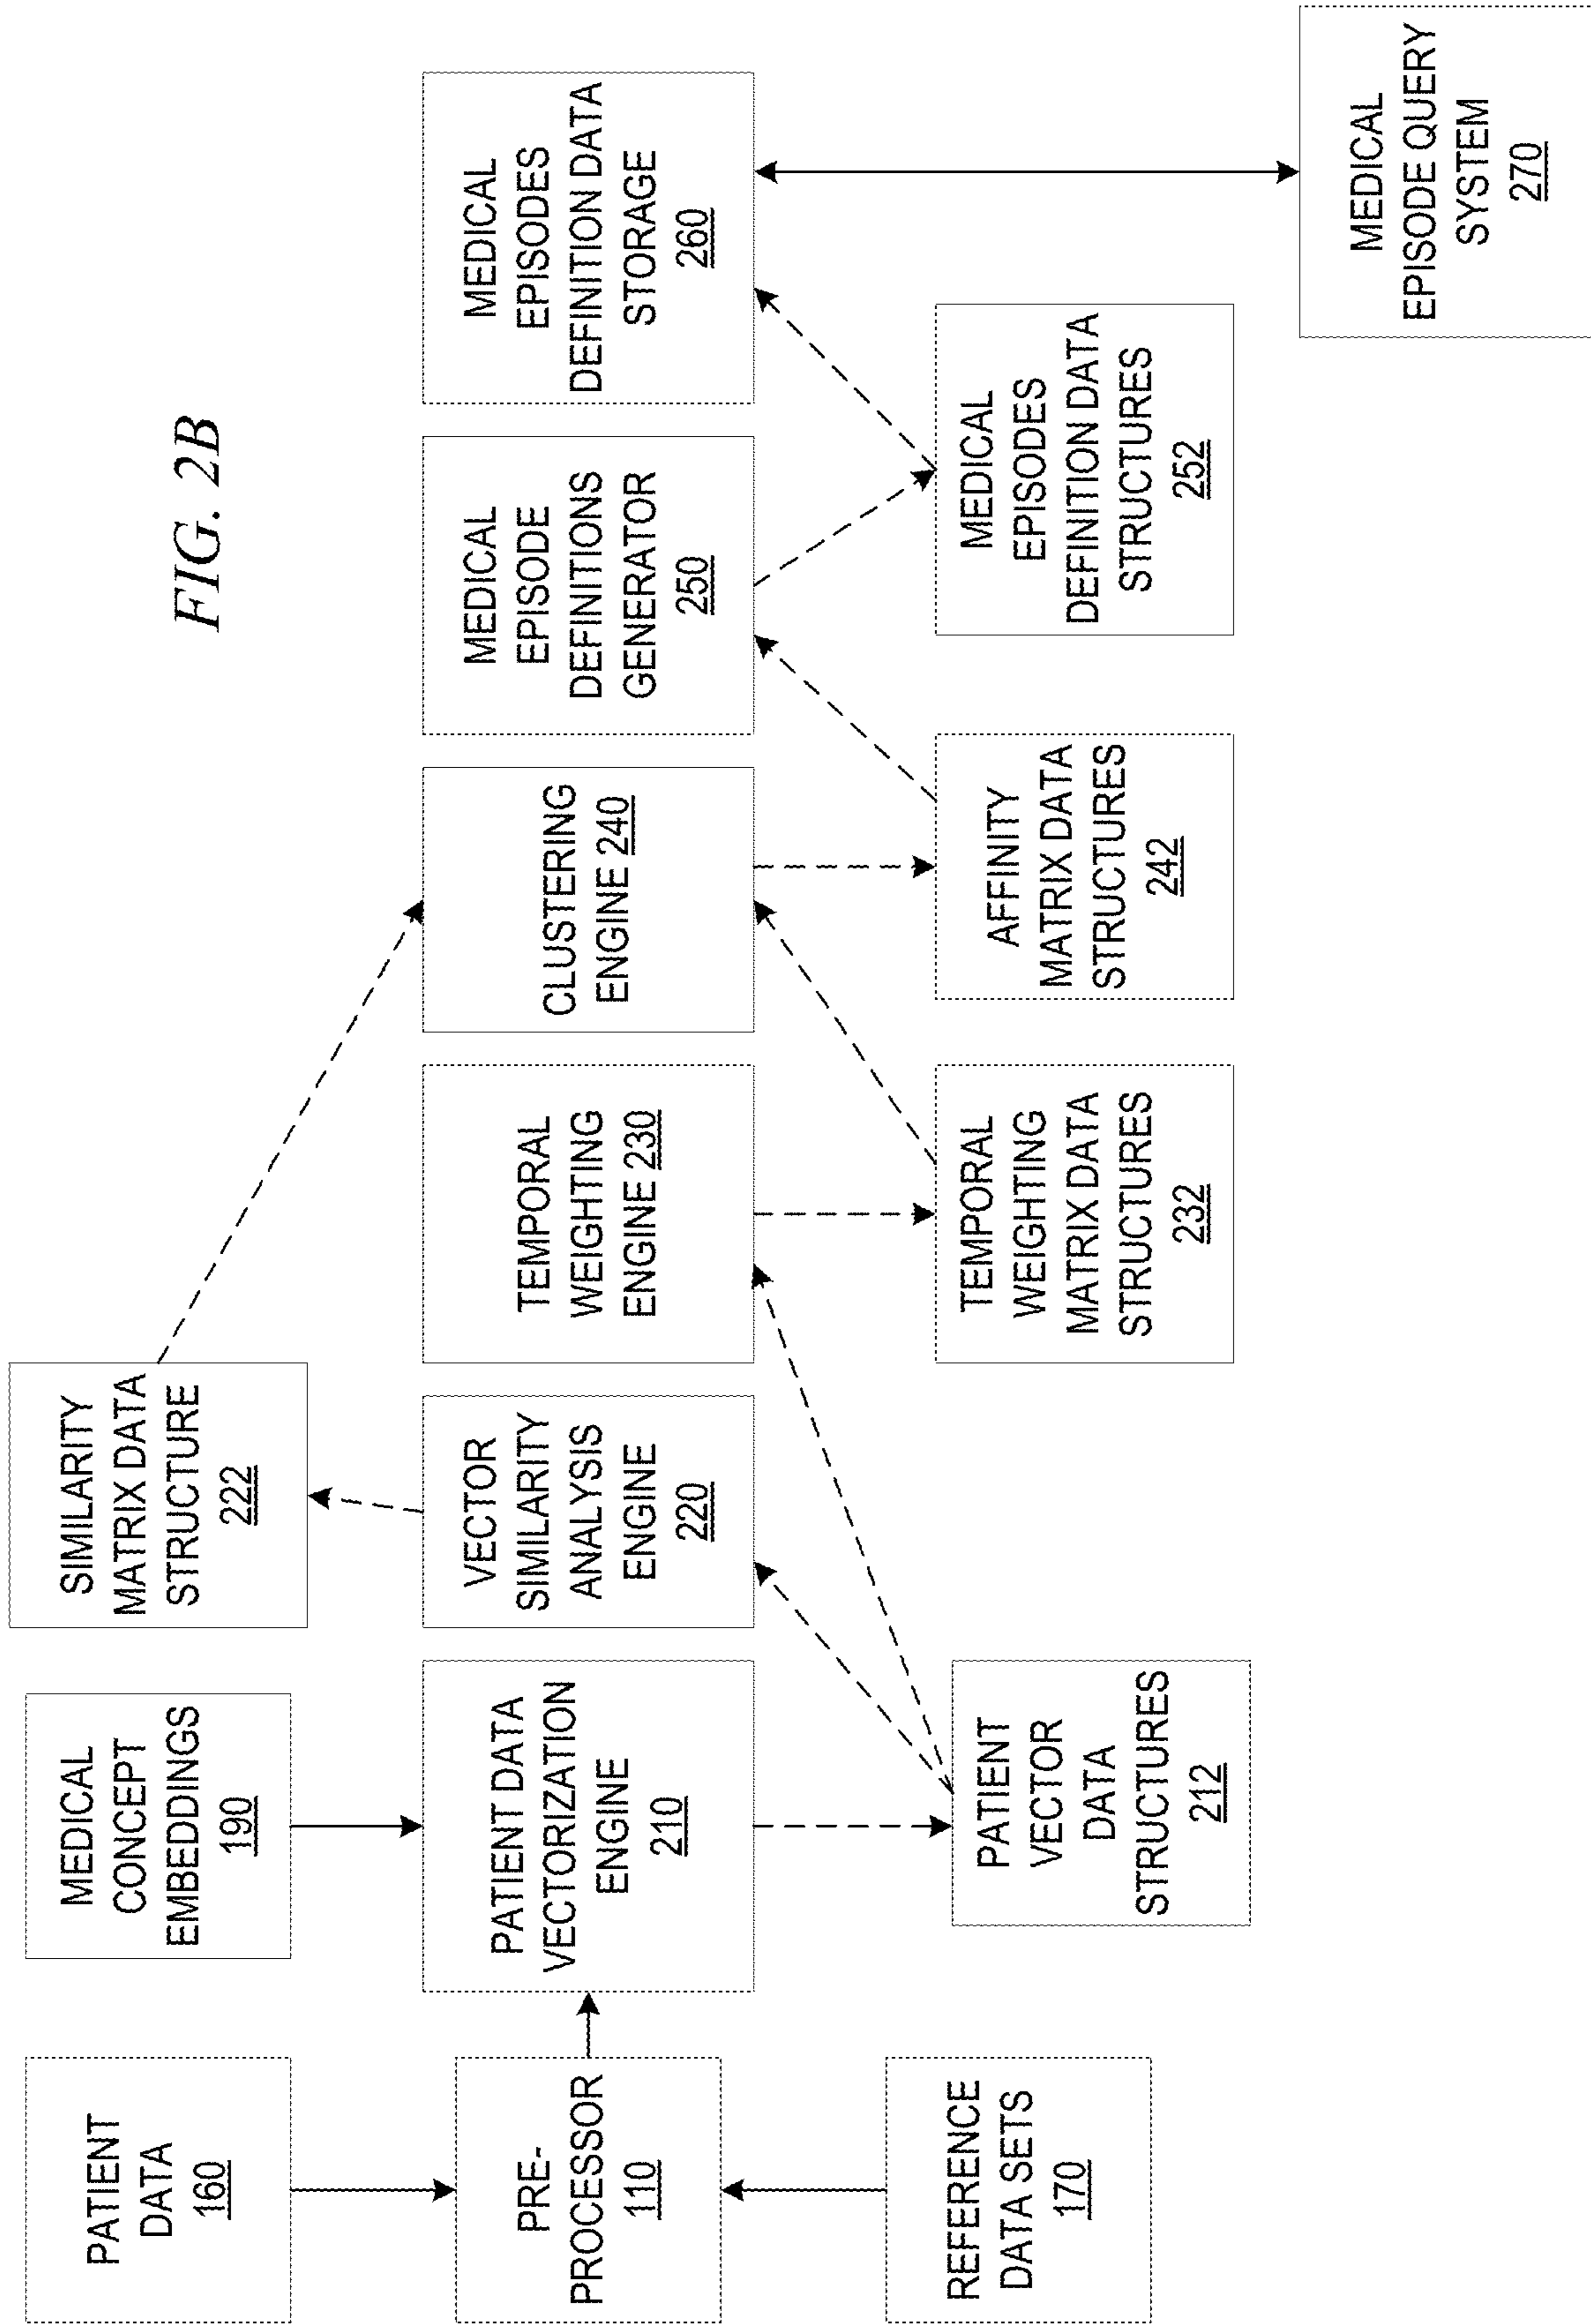 FIG. 2B
PATIENT
DATA
160
PRE-
PROCESSOR
110
REFERENCE
DATA SETS
170
MEDICAL
CONCEPT
EMBEDDINGS
190
PATIENT DATA
VECTORIZATION
ENGINE
210
PATIENT
VECTOR
DATA
STRUCTURES
212
SIMILARITY
MATRIX DATA
STRUCTURE
222
VECTOR
SIMILARITY
ANALYSIS
ENGINE
220
TEMPORAL
WEIGHTING
ENGINE 230
TEMPORAL
WEIGHTING
MATRIX DATA
STRUCTURES
232
CLUSTERING
ENGINE 240
AFFINITY
MATRIX DATA
STRUCTURES
242
MEDICAL
EPISODE
DEFINITIONS
GENERATOR
250
MEDICAL
EPISODES
DEFINITION DATA
STRUCTURES
252
MEDICAL
EPISODES
DEFINITION DATA
STORAGE
260
MEDICAL
EPISODE QUERY
SYSTEM
270